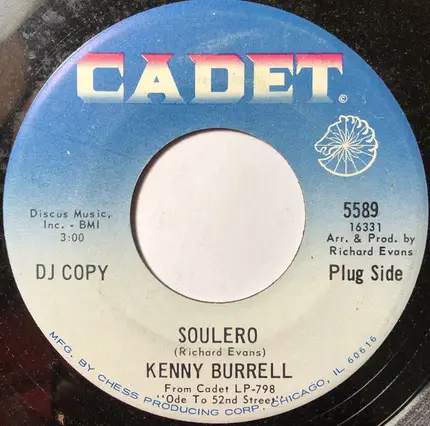 CADET
©
Discus Music,
Inc. - BMI
3:00
DJ COPY
5589
16331
Arr. & Prod. by
Richard Evans
Plug Side
SOULERO
(Richard Evans)
KENNY BURRELL
From Cadet LP-798
"Ode To 52nd Street"
MFG. BY CHESS PRODUCING CORP. CHICAGO, IL 60616